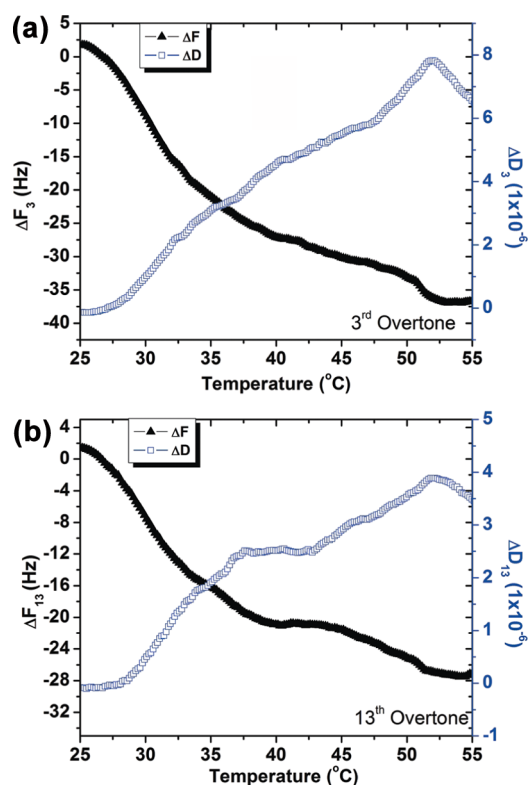 (a)
ΔF
ΔD
5
0
-5
-10
-15
-20
-25
-30
-35
-40
ΔF3 (Hz)
8
6
4
2
0
ΔD3 (1x10-6)
3rd Overtone
25 30 35 40 45 50 55
Temperature (oC)
(b)
ΔF
ΔD
4
0
-4
-8
-12
-16
-20
-24
-28
-32
ΔF13 (Hz)
5
4
3
2
1
0
-1
ΔD13 (1x10-6)
13th Overtone
25 30 35 40 45 50 55
Temperature (oC)